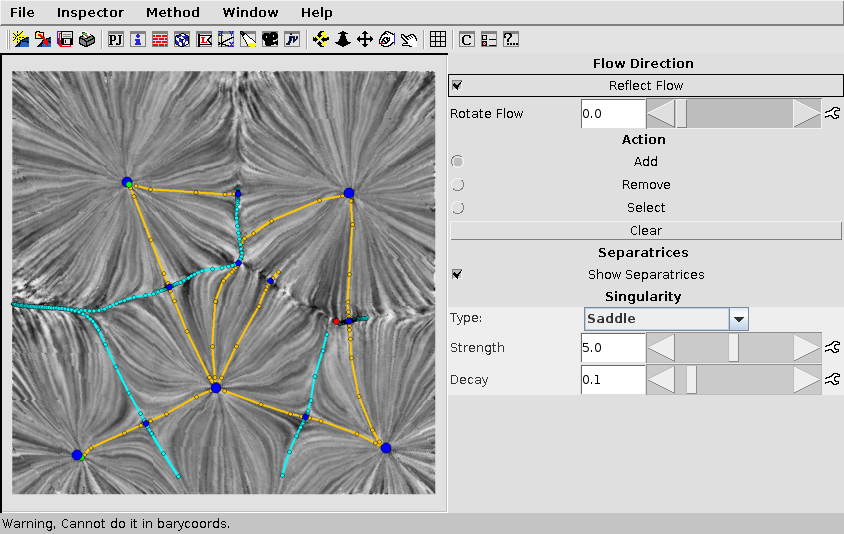 File Inspector Method Window Help
PJ i C ?...
Flow Direction
Reflect Flow
Rotate Flow 0.0
Action
Add
Remove
Select
Clear
Separatrices
Show Separatrices
Singularity
Type: Saddle
Strength 5.0
Decay 0.1
Warning, Cannot do it in barycoords.